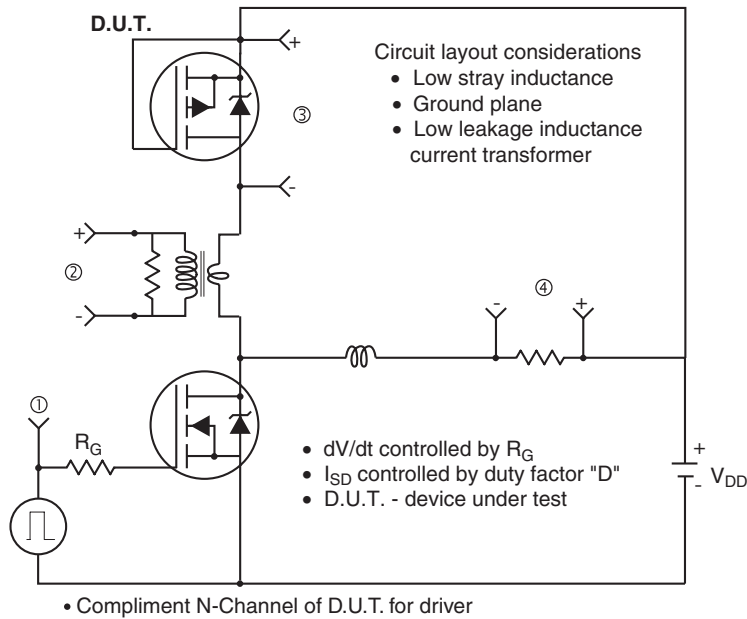 D.U.T.
+
Circuit layout considerations
• Low stray inductance
• Ground plane
• Low leakage inductance
current transformer
③
-
+
②
-
④
- +
①
R_G
• dV/dt controlled by R_G
• I_SD controlled by duty factor "D"
• D.U.T. - device under test
+
- V_DD
• Compliment N-Channel of D.U.T. for driver